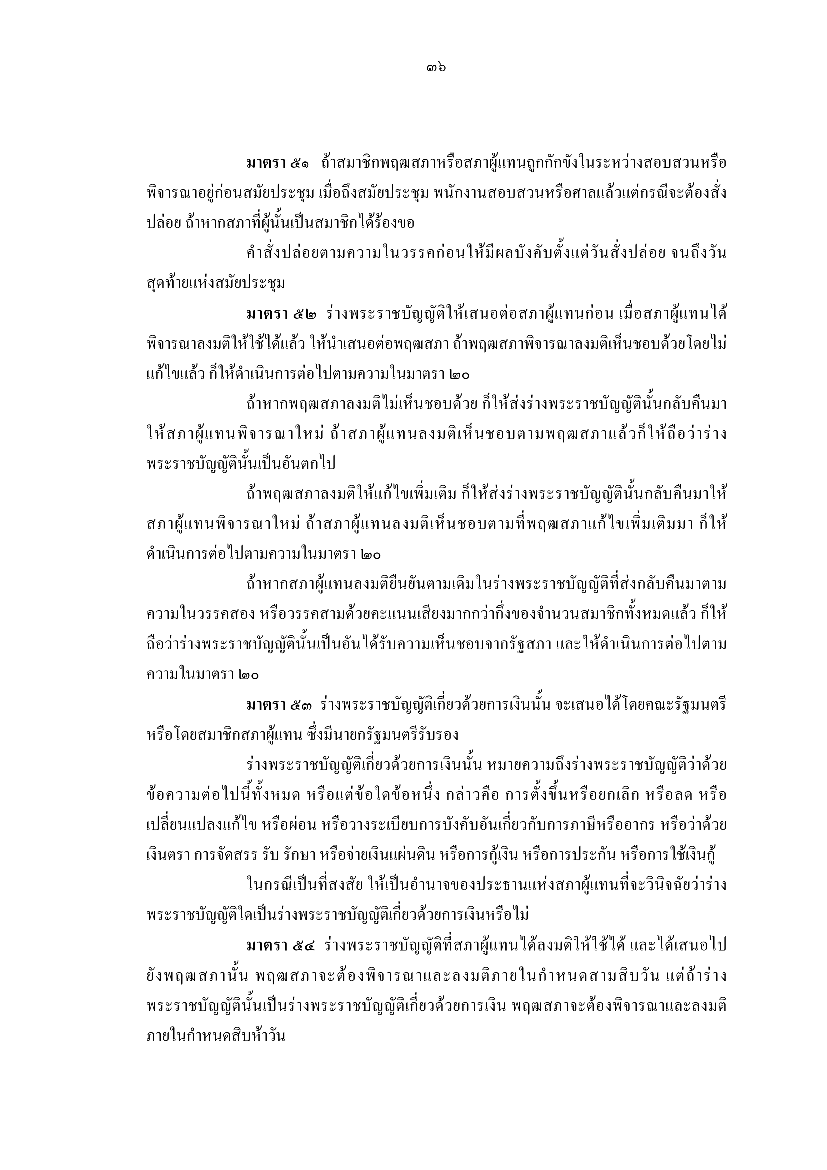 ๓๖
มาตรา ๕๑ ถ้าสมาชิกพฤฒสภาหรือสภาผู้แทนถูกกักขังในระหว่างสอบสวนหรือ
พิจารณาอยู่ก่อนสมัยประชุม เมื่อถึงสมัยประชุม พนักงานสอบสวนหรือศาลแล้วแต่กรณีจะต้องสั่ง
ปล่อย ถ้าหากสภาที่ผู้นั้นเป็นสมาชิกได้ร้องขอ
คำสั่งปล่อยตามความในวรรคก่อนให้มีผลบังคับตั้งแต่วันสั่งปล่อย จนถึงวัน
สุดท้ายแห่งสมัยประชุม
มาตรา ๕๒ ร่างพระราชบัญญัติให้เสนอต่อสภาผู้แทนก่อน เมื่อสภาผู้แทนได้
พิจารณาลงมติให้ใช้ได้แล้ว ให้นำเสนอต่อพฤฒสภา ถ้าพฤฒสภาพิจารณาลงมติเห็นชอบด้วยโดยไม่
แก้ไขแล้ว ก็ให้ดำเนินการต่อไปตามความในมาตรา ๒๐
ถ้าหากพฤฒสภาลงมติไม่เห็นชอบด้วย ก็ให้ส่งร่างพระราชบัญญัตินั้นกลับคืนมา
ให้สภาผู้แทนพิจารณาใหม่ ถ้าสภาผู้แทนลงมติเห็นชอบตามพฤฒสภาแล้วก็ให้ถือว่าร่าง
พระราชบัญญัตินั้นเป็นอันตกไป
ถ้าพฤฒสภาลงมติให้แก้ไขเพิ่มเติม ก็ให้ส่งร่างพระราชบัญญัตินั้นกลับคืนมาให้
สภาผู้แทนพิจารณาใหม่ ถ้าสภาผู้แทนลงมติเห็นชอบตามที่พฤฒสภาแก้ไขเพิ่มเติมมา ก็ให้
ดำเนินการต่อไปตามความในมาตรา ๒๐
ถ้าหากสภาผู้แทนลงมติยืนยันตามเดิมในร่างพระราชบัญญัติที่ส่งกลับคืนมาตาม
ความในวรรคสอง หรือวรรคสามด้วยคะแนนเสียงมากกว่ากึ่งของจำนวนสมาชิกทั้งหมดแล้ว ก็ให้
ถือว่าร่างพระราชบัญญัตินั้นเป็นอันได้รับความเห็นชอบจากรัฐสภา และให้ดำเนินการต่อไปตาม
ความในมาตรา ๒๐
มาตรา ๕๓ ร่างพระราชบัญญัติเกี่ยวด้วยการเงินนั้น จะเสนอได้โดยคณะรัฐมนตรี
หรือโดยสมาชิกสภาผู้แทน ซึ่งมีนายกรัฐมนตรีรับรอง
ร่างพระราชบัญญัติเกี่ยวด้วยการเงินนั้น หมายความถึงร่างพระราชบัญญัติว่าด้วย
ข้อความต่อไปนี้ทั้งหมด หรือแต่ข้อใดข้อหนึ่ง กล่าวคือ การตั้งขึ้นหรือยกเลิก หรือลด หรือ
เปลี่ยนแปลงแก้ไข หรือผ่อน หรือวางระเบียบการบังคับอันเกี่ยวกับการภาษีหรืออากร หรือว่าด้วย
เงินตรา การจัดสรร รับ รักษา หรือจ่ายเงินแผ่นดิน หรือการกู้เงิน หรือการประกัน หรือการใช้เงินกู้
ในกรณีเป็นที่สงสัย ให้เป็นอำนาจของประธานแห่งสภาผู้แทนที่จะวินิจฉัยว่าร่าง
พระราชบัญญัติใดเป็นร่างพระราชบัญญัติเกี่ยวด้วยการเงินหรือไม่
มาตรา ๕๔ ร่างพระราชบัญญัติที่สภาผู้แทนได้ลงมติให้ใช้ได้ และได้เสนอไป
ยังพฤฒสภานั้น พฤฒสภาจะต้องพิจารณาและลงมติภายในกำหนดสามสิบวัน แต่ถ้าร่าง
พระราชบัญญัตินั้นเป็นร่างพระราชบัญญัติเกี่ยวด้วยการเงิน พฤฒสภาจะต้องพิจารณาและลงมติ
ภายในกำหนดสิบห้าวัน